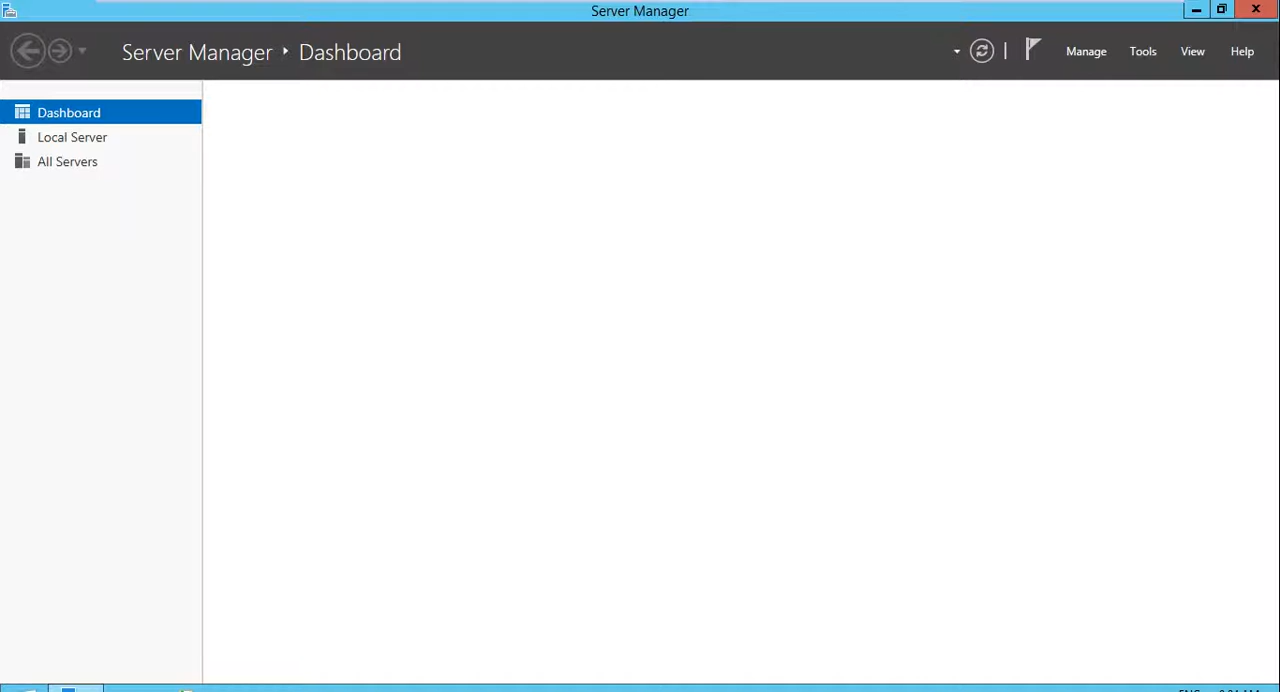 Server Manager
Server Manager ‣ Dashboard
Manage Tools View Help
Dashboard
Local Server
All Servers